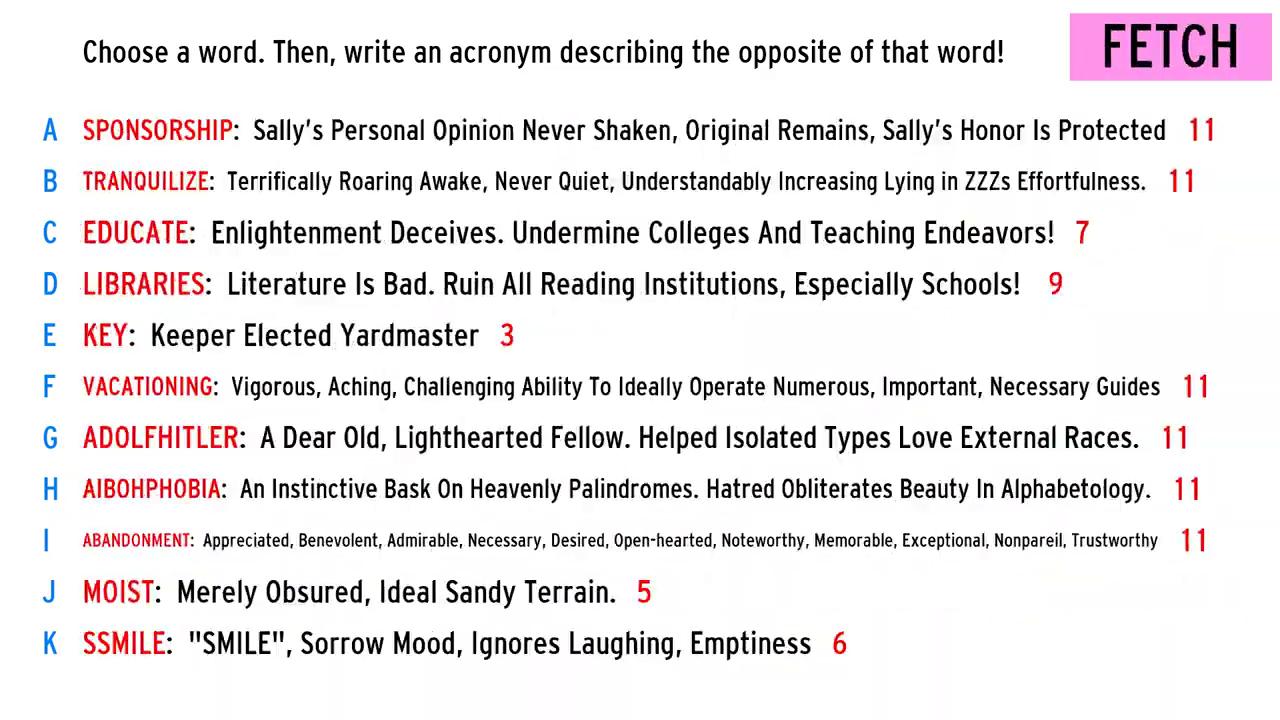 Choose a word. Then, write an acronym describing the opposite of that word!
FETCH
A SPONSORSHIP: Sally's Personal Opinion Never Shaken, Original Remains, Sally's Honor Is Protected 11
B TRANQUILIZE: Terrifically Roaring Awake, Never Quiet, Understandably Increasing Lying in ZZZs Effortfulness. 11
C EDUCATE: Enlightenment Deceives. Undermine Colleges And Teaching Endeavors! 7
D LIBRARIES: Literature Is Bad. Ruin All Reading Institutions, Especially Schools! 9
E KEY: Keeper Elected Yardmaster 3
F VACATIONING: Vigorous, Aching, Challenging Ability To Ideally Operate Numerous, Important, Necessary Guides 11
G ADOLFHITLER: A Dear Old, Lighthearted Fellow. Helped Isolated Types Love External Races. 11
H AIBOHPHOBIA: An Instinctive Bask On Heavenly Palindromes. Hatred Obliterates Beauty In Alphabetology. 11
I ABANDONMENT: Appreciated, Benevolent, Admirable, Necessary, Desired, Open-hearted, Noteworthy, Memorable, Exceptional, Nonpareil, Trustworthy 11
J MOIST: Merely Obsured, Ideal Sandy Terrain. 5
K SSMILE: "SMILE", Sorrow Mood, Ignores Laughing, Emptiness 6